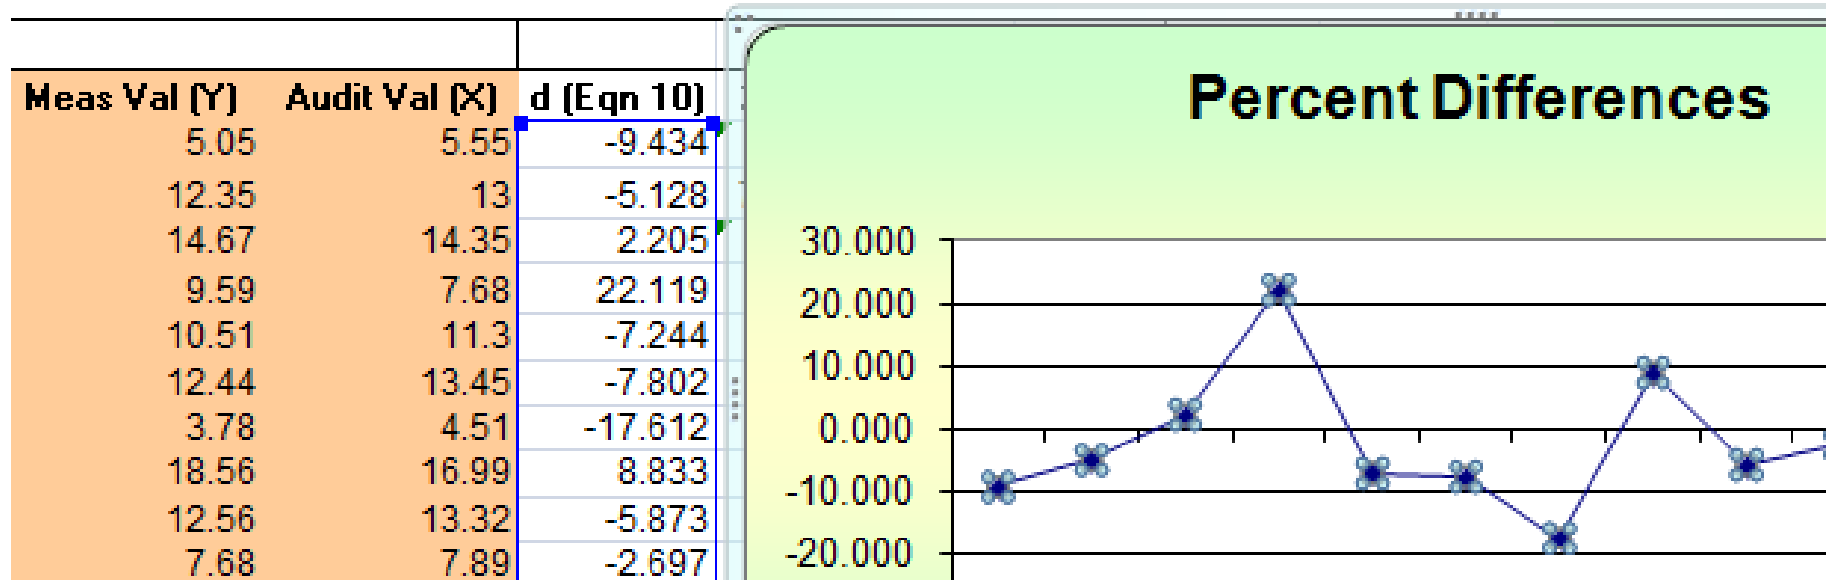 Meas Val (Y) Audit Val (X) d (Eqn 10)
5.05 5.55 -9.434
12.35 13 -5.128
14.67 14.35 2.205
9.59 7.68 22.119
10.51 11.3 -7.244
12.44 13.45 -7.802
3.78 4.51 -17.612
18.56 16.99 8.833
12.56 13.32 -5.873
7.68 7.89 -2.697
Percent Differences
30.000
20.000
10.000
0.000
-10.000
-20.000